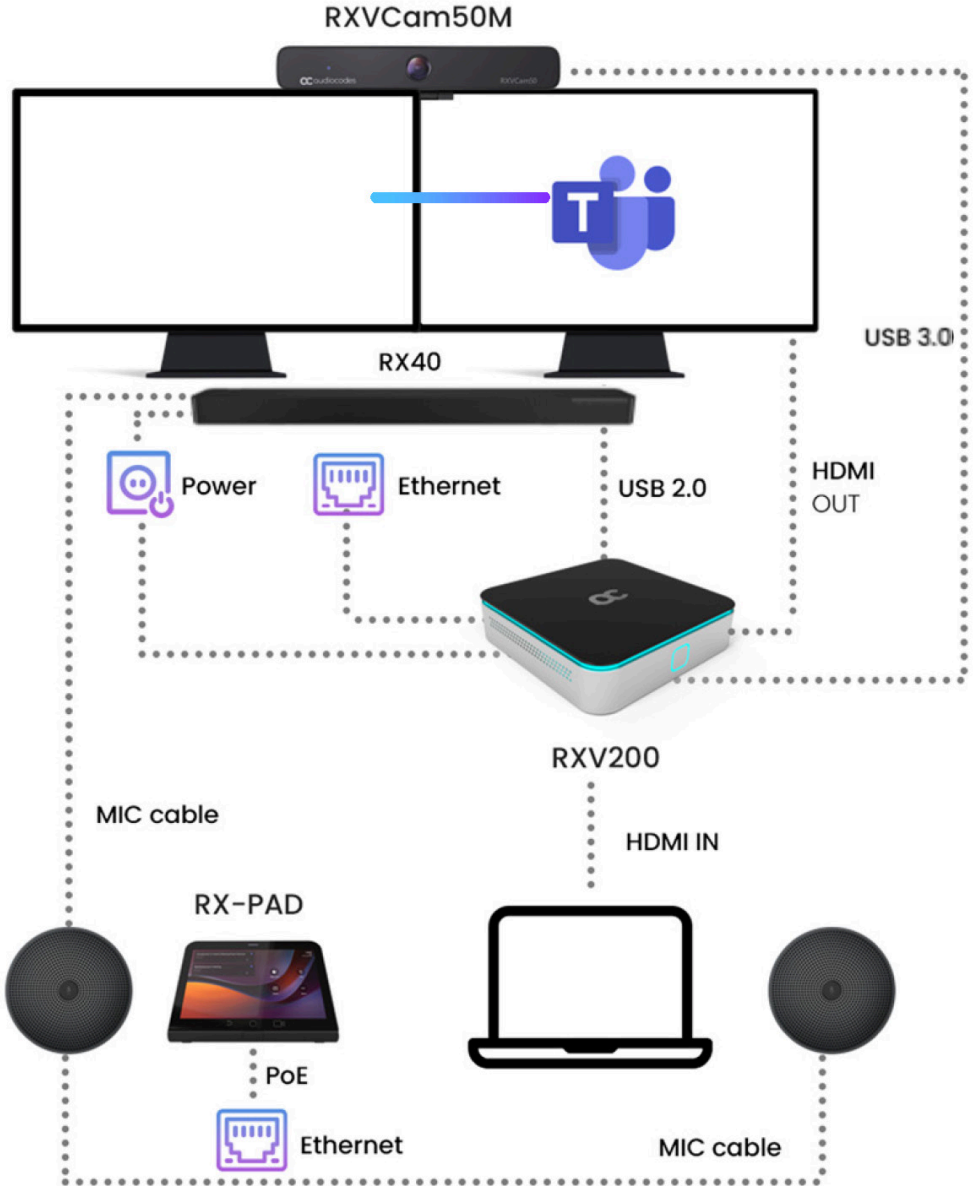 RXVCam50M
audiocodes
RXVCam50
T
USB 3.0
RX40
Power
Ethernet
USB 2.0
HDMI
OUT
RXV200
MIC cable
HDMI IN
RX-PAD
PoE
Ethernet
MIC cable